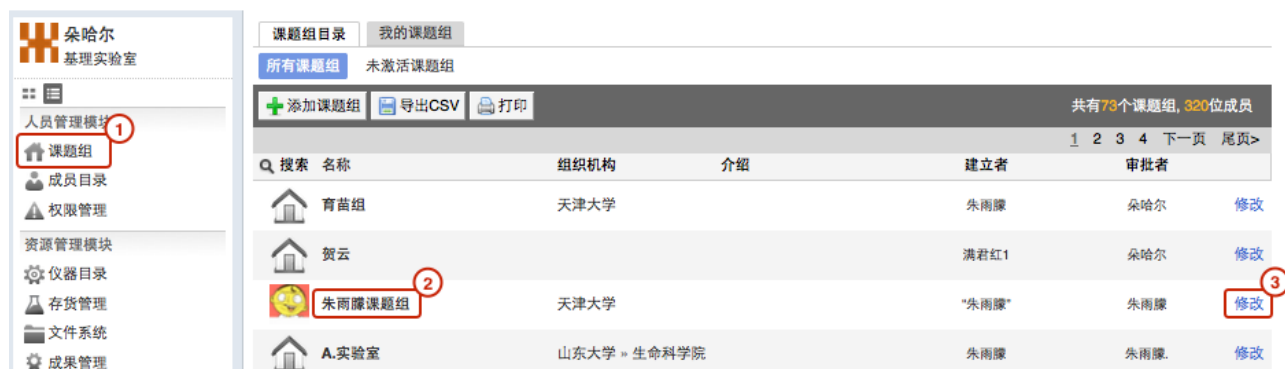 朵哈尔
基理实验室
人员管理模块
1
课题组
成员目录
权限管理
资源管理模块
仪器目录
存货管理
文件系统
成果管理
课题组目录 我的课题组
所有课题组 未激活课题组
添加课题组 导出CSV 打印 共有73个课题组, 320位成员
1 2 3 4 下一页 尾页>
搜索 名称 组织机构 介绍 建立者 审批者
育苗组 天津大学 朱雨朦 朵哈尔 修改
贺云 满君红1 朵哈尔 修改
2 3
朱雨朦课题组 天津大学 "朱雨朦" 朱雨朦 修改
A.实验室 山东大学 » 生命科学院 朱雨朦 朱雨朦. 修改